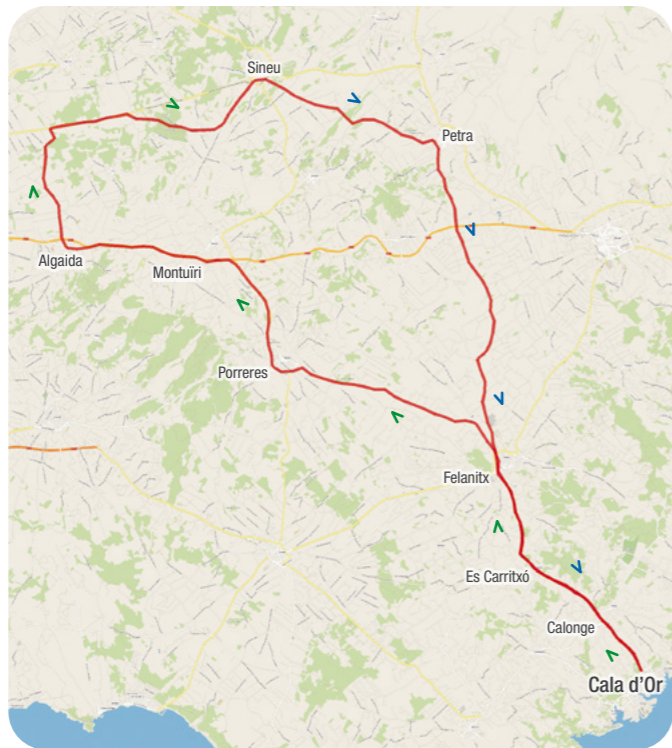 Sineu
Petra
Algaida
Montuïri
Porreres
Felanitx
Es Carritxó
Calonge
Cala d'Or